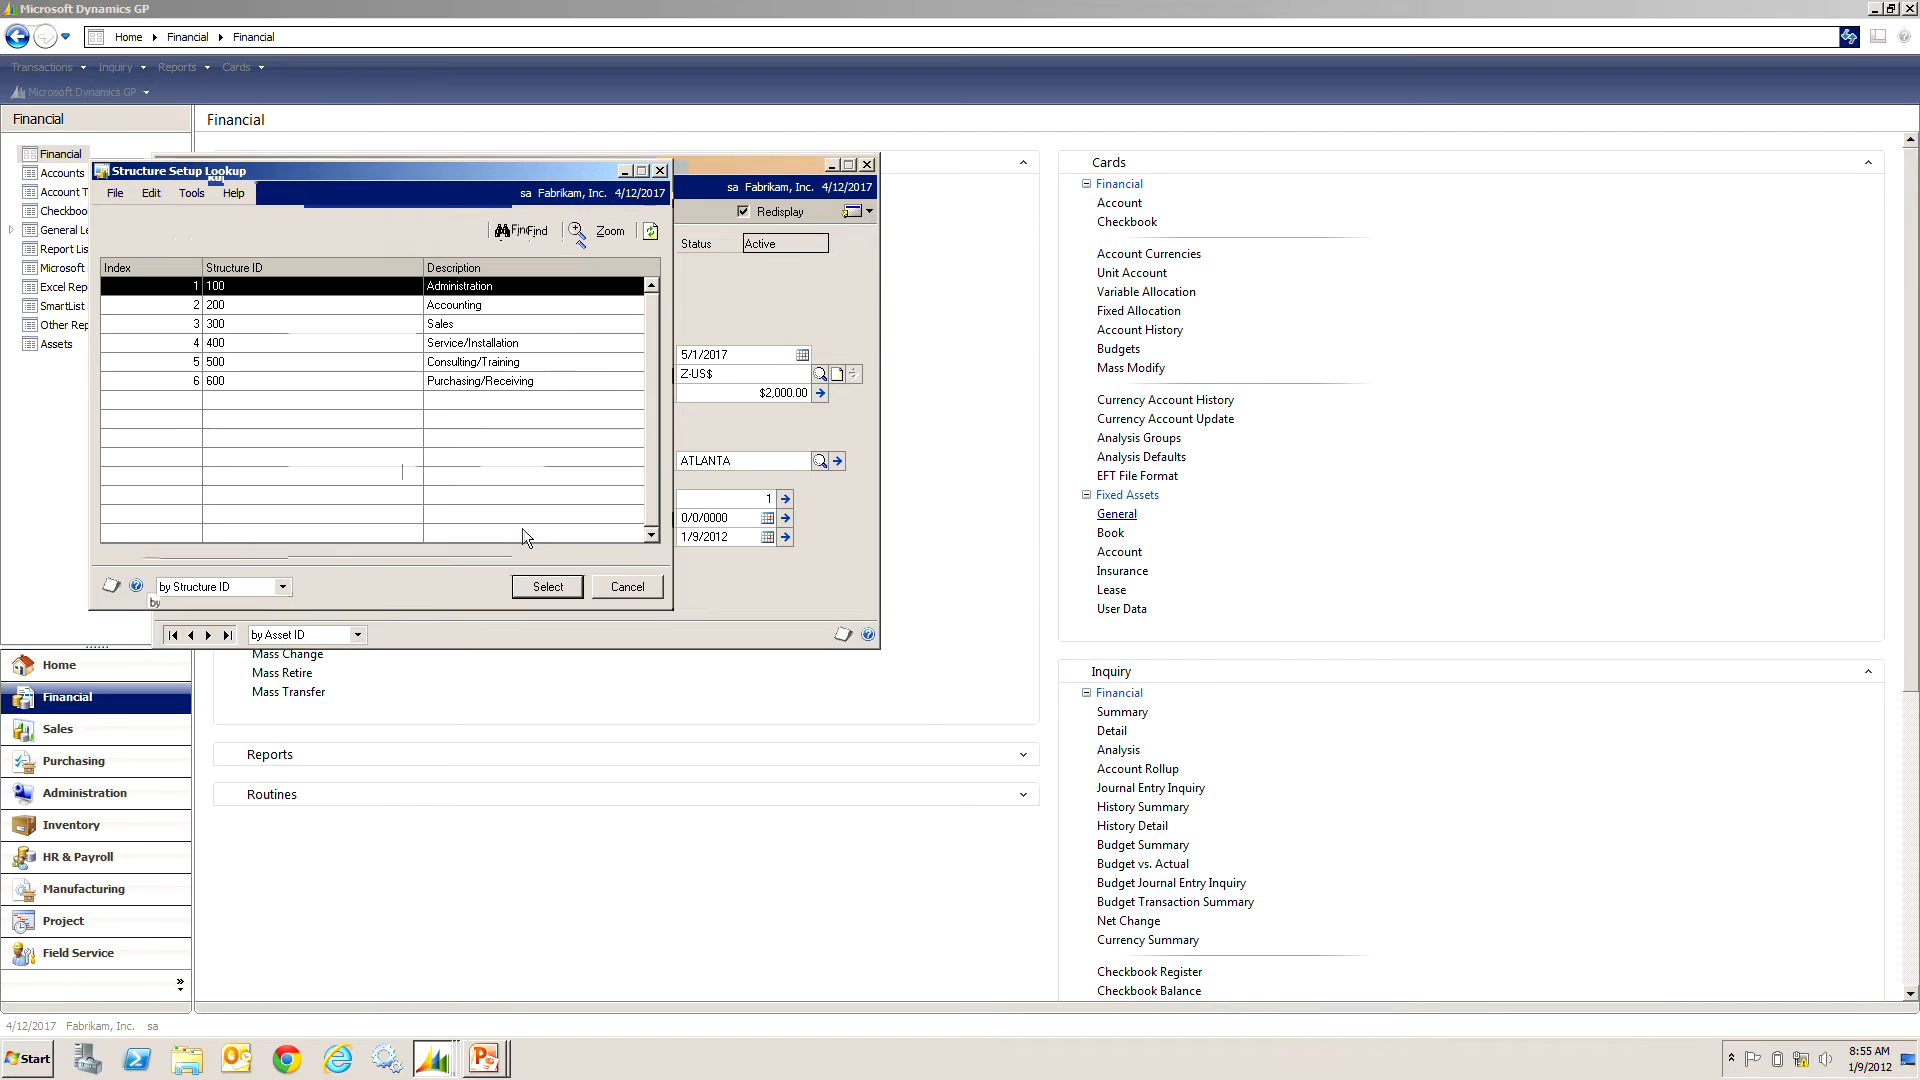 Microsoft Dynamics GP
Home Financial Financial
Transactions Inquiry Reports Cards
Microsoft Dynamics GP
Financial
Financial
Financial
Accounts
Account T
Checkboo
General Le
Report Lis
Microsoft
Excel Rep
SmartList
Other Rep
Assets
Structure Setup Lookup
File Edit Tools Help sa Fabrikam, Inc. 4/12/2017
Find Zoom
Index Structure ID Description
1 100 Administration
2 200 Accounting
3 300 Sales
4 400 Service/Installation
5 500 Consulting/Training
6 600 Purchasing/Receiving
by Structure ID Select Cancel
by
sa Fabrikam, Inc. 4/12/2017
Redisplay
Status Active
5/1/2017
Z-US$
$2,000.00
ATLANTA
1
0/0/0000
1/9/2012
by Asset ID
Mass Change
Mass Retire
Mass Transfer
Reports
Routines
Cards
Financial
Account
Checkbook
Account Currencies
Unit Account
Variable Allocation
Fixed Allocation
Account History
Budgets
Mass Modify
Currency Account History
Currency Account Update
Analysis Groups
Analysis Defaults
EFT File Format
Fixed Assets
General
Book
Account
Insurance
Lease
User Data
Inquiry
Financial
Summary
Detail
Analysis
Account Rollup
Journal Entry Inquiry
History Summary
History Detail
Budget Summary
Budget vs. Actual
Budget Journal Entry Inquiry
Budget Transaction Summary
Net Change
Currency Summary
Checkbook Register
Checkbook Balance
Home
Financial
Sales
Purchasing
Administration
Inventory
HR & Payroll
Manufacturing
Project
Field Service
4/12/2017 Fabrikam, Inc. sa
Start
8:55 AM
1/9/2012